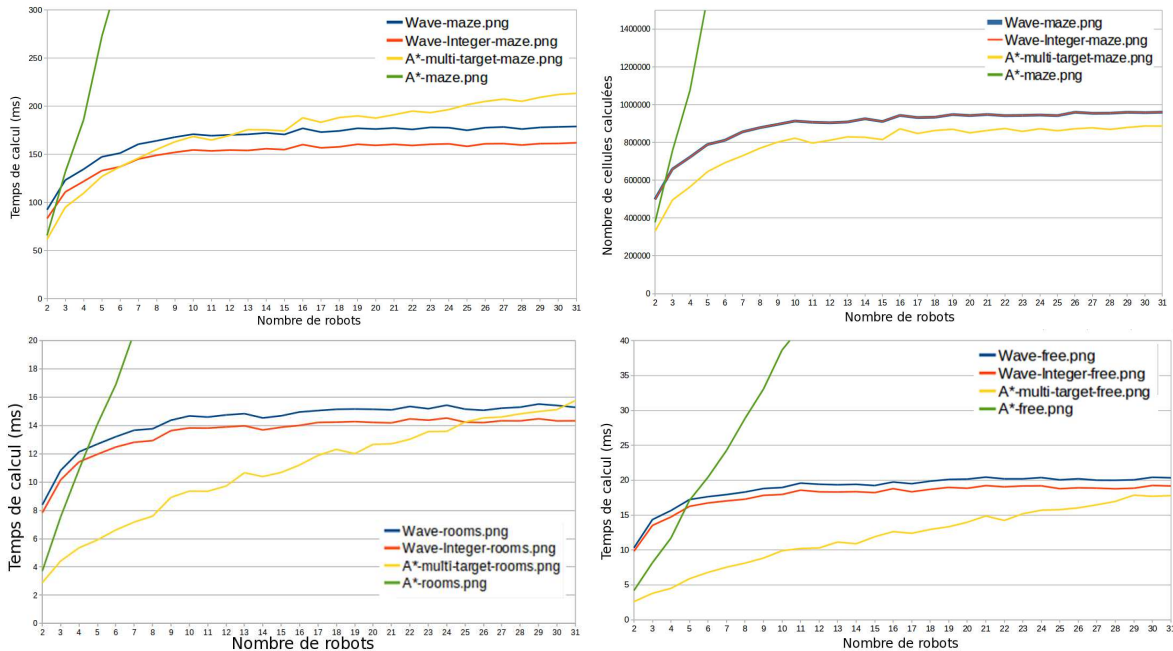 300
250
200
150
100
50
0
Temps de calcul (ms)
Wave-maze.png
Wave-Integer-maze.png
A*-multi-target-maze.png
A*-maze.png
2 3 4 5 6 7 8 9 10 11 12 13 14 15 16 17 18 19 20 21 22 23 24 25 26 27 28 29 30 31
Nombre de robots
1400000
1200000
1000000
800000
600000
400000
200000
0
Nombre de cellules calculées
Wave-maze.png
Wave-Integer-maze.png
A*-multi-target-maze.png
A*-maze.png
2 3 4 5 6 7 8 9 10 11 12 13 14 15 16 17 18 19 20 21 22 23 24 25 26 27 28 29 30 31
Nombre de robots
20
18
16
14
12
10
8
6
4
2
0
Temps de calcul (ms)
Wave-rooms.png
Wave-Integer-rooms.png
A*-multi-target-rooms.png
A*-rooms.png
2 3 4 5 6 7 8 9 10 11 12 13 14 15 16 17 18 19 20 21 22 23 24 25 26 27 28 29 30 31
Nombre de robots
40
35
30
25
20
15
10
5
0
Temps de calcul (ms)
Wave-free.png
Wave-Integer-free.png
A*-multi-target-free.png
A*-free.png
2 3 4 5 6 7 8 9 10 11 12 13 14 15 16 17 18 19 20 21 22 23 24 25 26 27 28 29 30 31
Nombre de robots